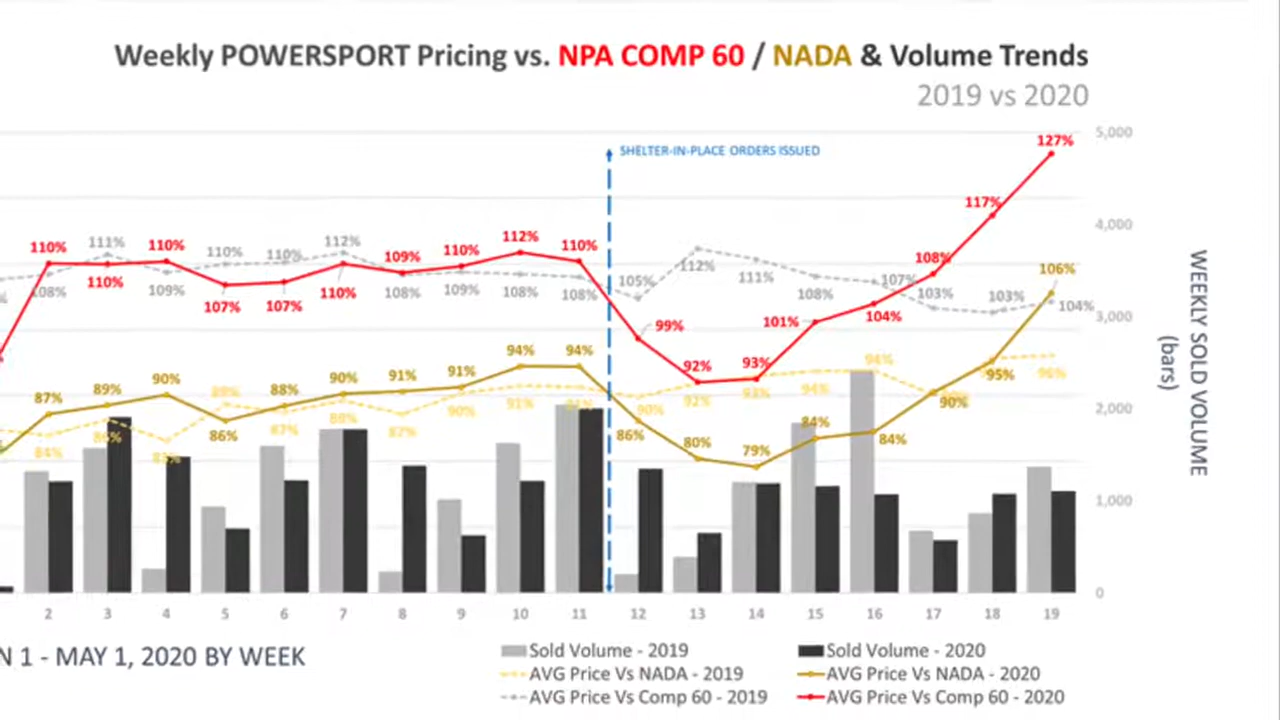 Weekly POWERSPORT Pricing vs. NPA COMP 60 / NADA & Volume Trends
2019 vs 2020
SHELTER-IN-PLACE ORDERS ISSUED
5,000
4,000
3,000
2,000
1,000
0
WEEKLY SOLD VOLUME
(bars)
110% 111% 110% 110% 110% 112% 109% 110% 112% 110%
108% 110% 109% 107% 107% 110% 108% 109% 108% 108%
105% 112% 111% 108% 107% 103% 103% 104%
99% 92% 93% 101% 104% 108% 117% 127%
87% 89% 90% 89% 88% 90% 91% 91% 94% 94%
84% 86% 83% 86% 87% 89% 87% 90% 91% 91%
90% 92% 93% 94% 94% 96%
86% 80% 79% 84% 84% 90% 95% 106%
2 3 4 5 6 7 8 9 10 11 12 13 14 15 16 17 18 19
N 1 - MAY 1, 2020 BY WEEK
Sold Volume - 2019
Sold Volume - 2020
AVG Price Vs NADA - 2019
AVG Price Vs NADA - 2020
AVG Price Vs Comp 60 - 2019
AVG Price Vs Comp 60 - 2020